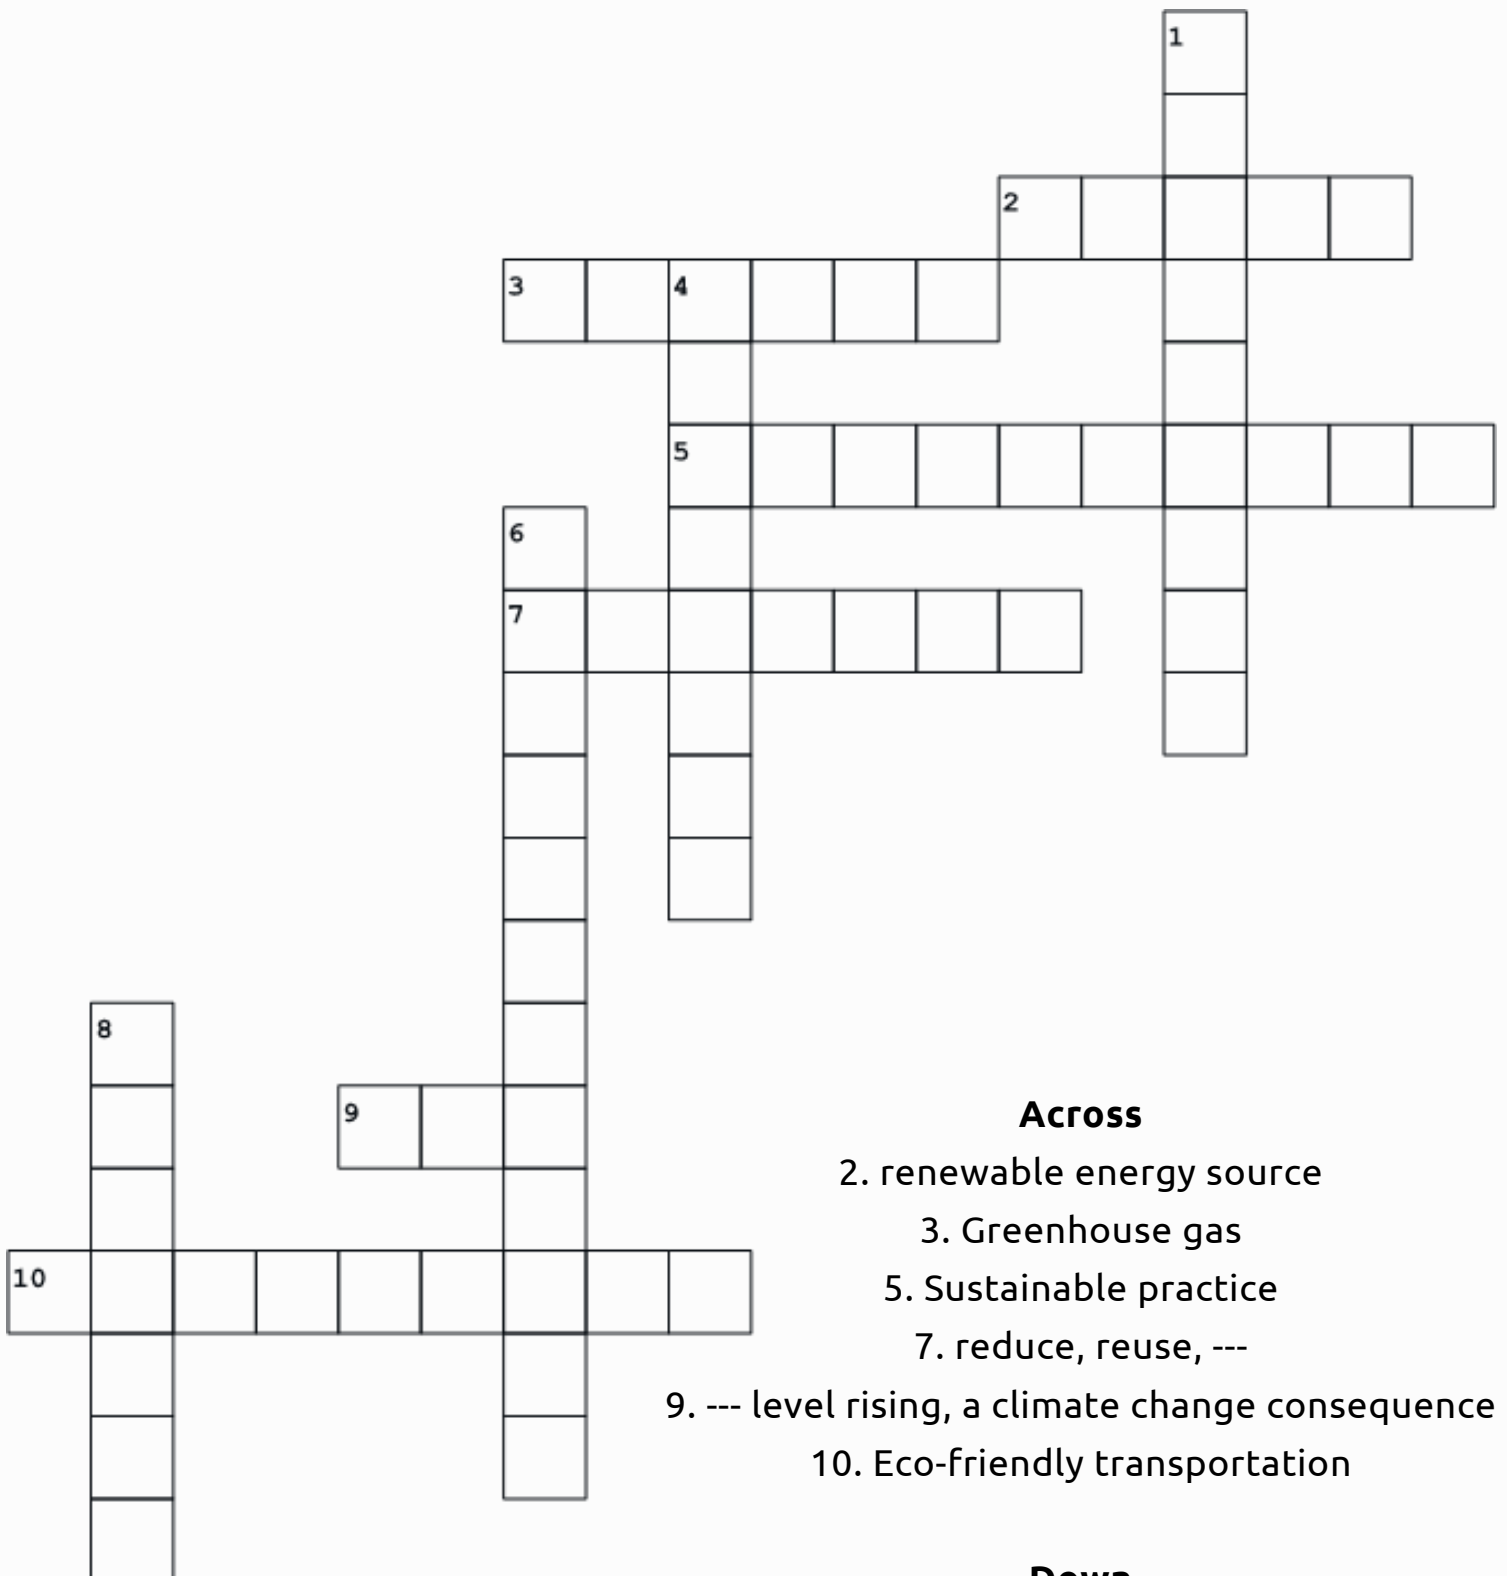 1
2
3
4
5
6
7
8
9
10
Across
2. renewable energy source
3. Greenhouse gas
5. Sustainable practice
7. reduce, reuse, ---
9. --- level rising, a climate change consequence
10. Eco-friendly transportation
Down